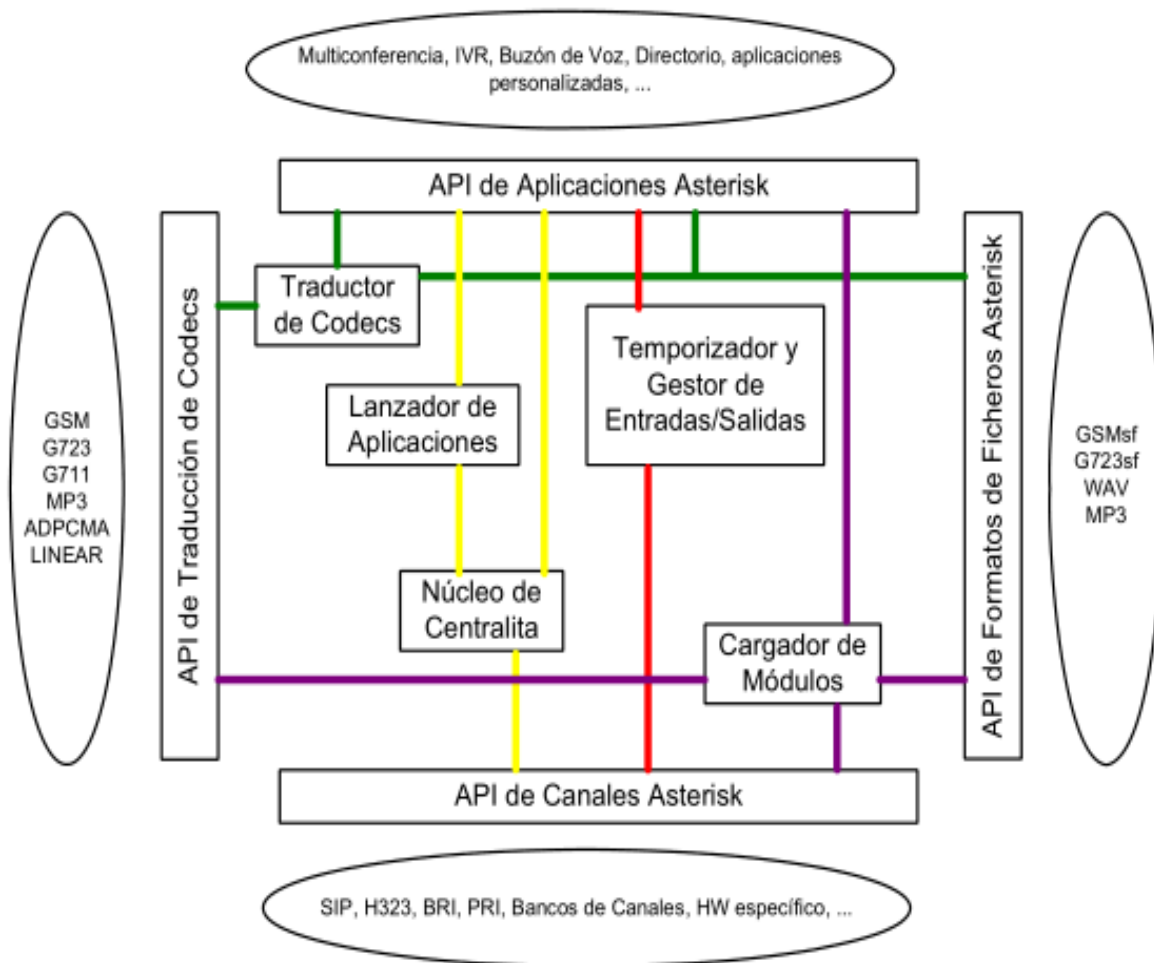 Multiconferencia, IVR, Buzón de Voz, Directorio, aplicaciones
personalizadas, ...
API de Aplicaciones Asterisk
API de Traducción de Codecs
Traductor
de Codecs
Temporizador y
Gestor de
Entradas/Salidas
Lanzador de
Aplicaciones
Núcleo de
Centralita
Cargador de
Módulos
API de Formatos de Ficheros Asterisk
GSM
G723
G711
MP3
ADPCMA
LINEAR
GSMsf
G723sf
WAV
MP3
API de Canales Asterisk
SIP, H323, BRI, PRI, Bancos de Canales, HW específico, ...